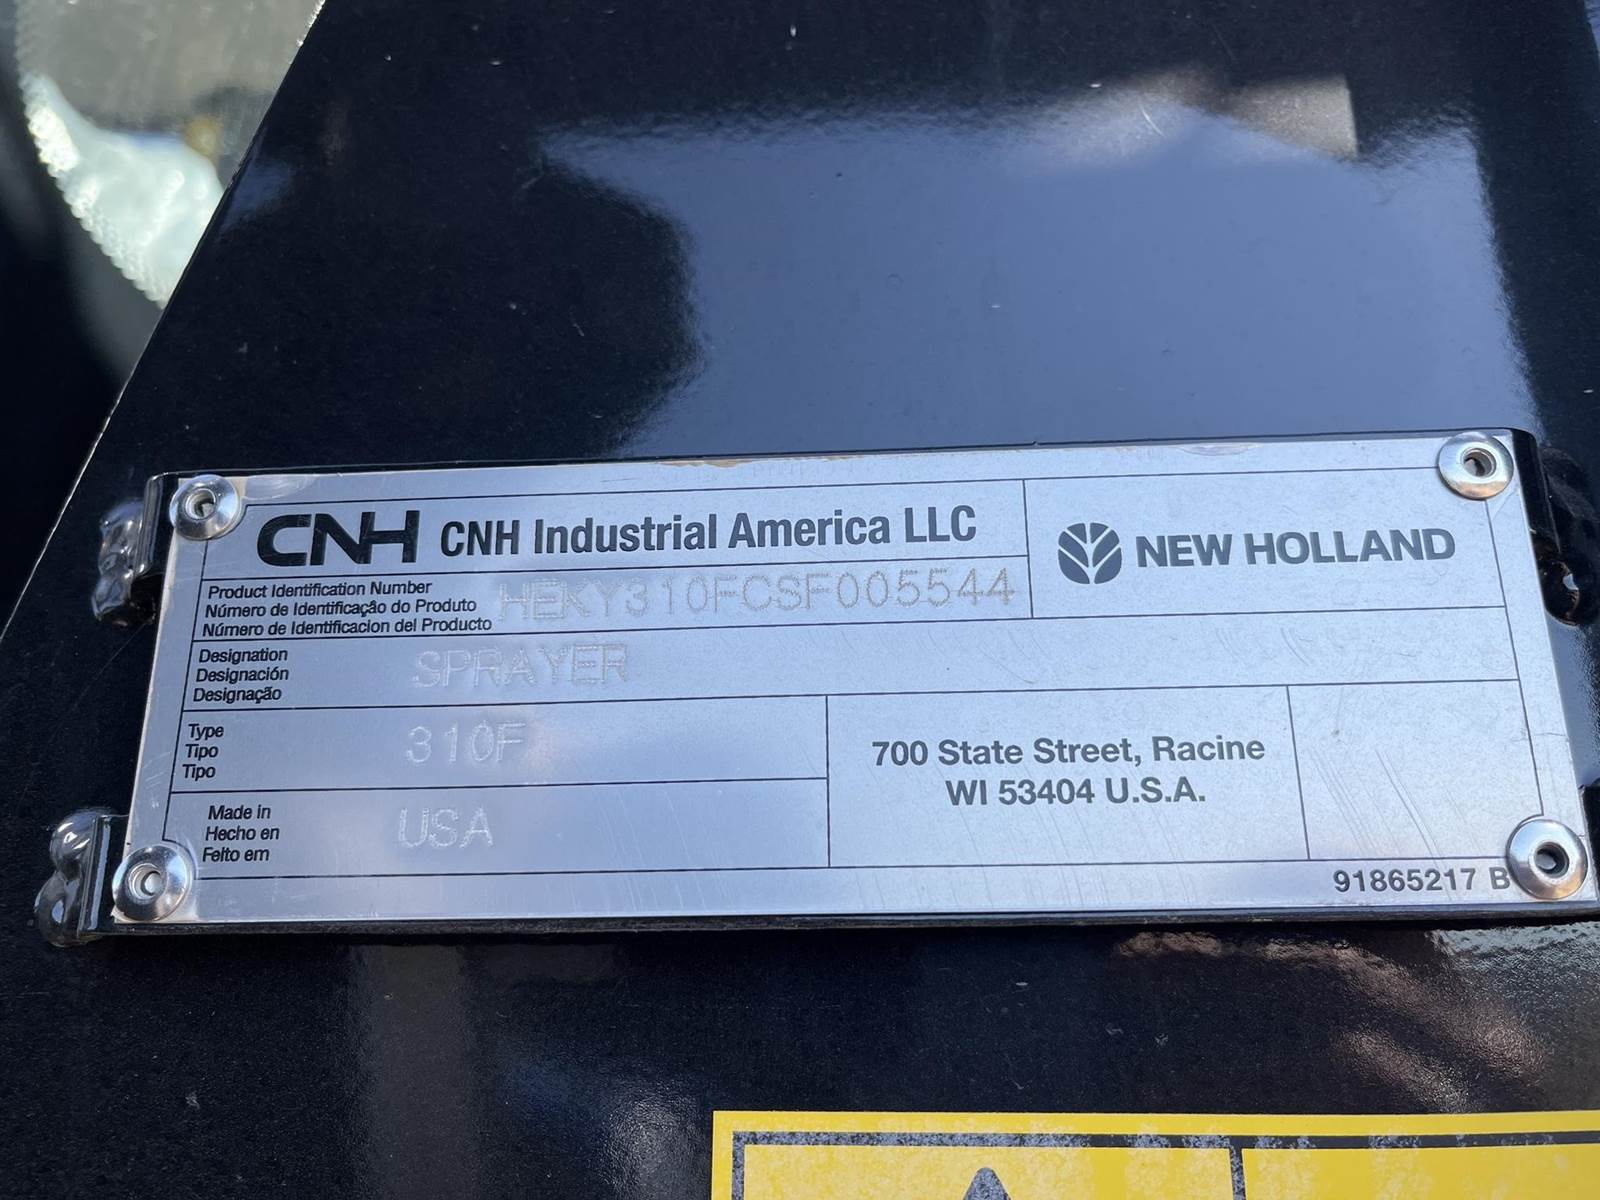 CNH CNH Industrial America LLC
NEW HOLLAND
Product Identification Number
Número de Identificação do Produto
Número de Identificacion del Producto
HEKY310FCSF005544
Designation
Designación
Designação
SPRAYER
Type
Tipo
Tipo
310F
Made in
Hecho en
Feito em
USA
700 State Street, Racine
WI 53404 U.S.A.
91865217 B